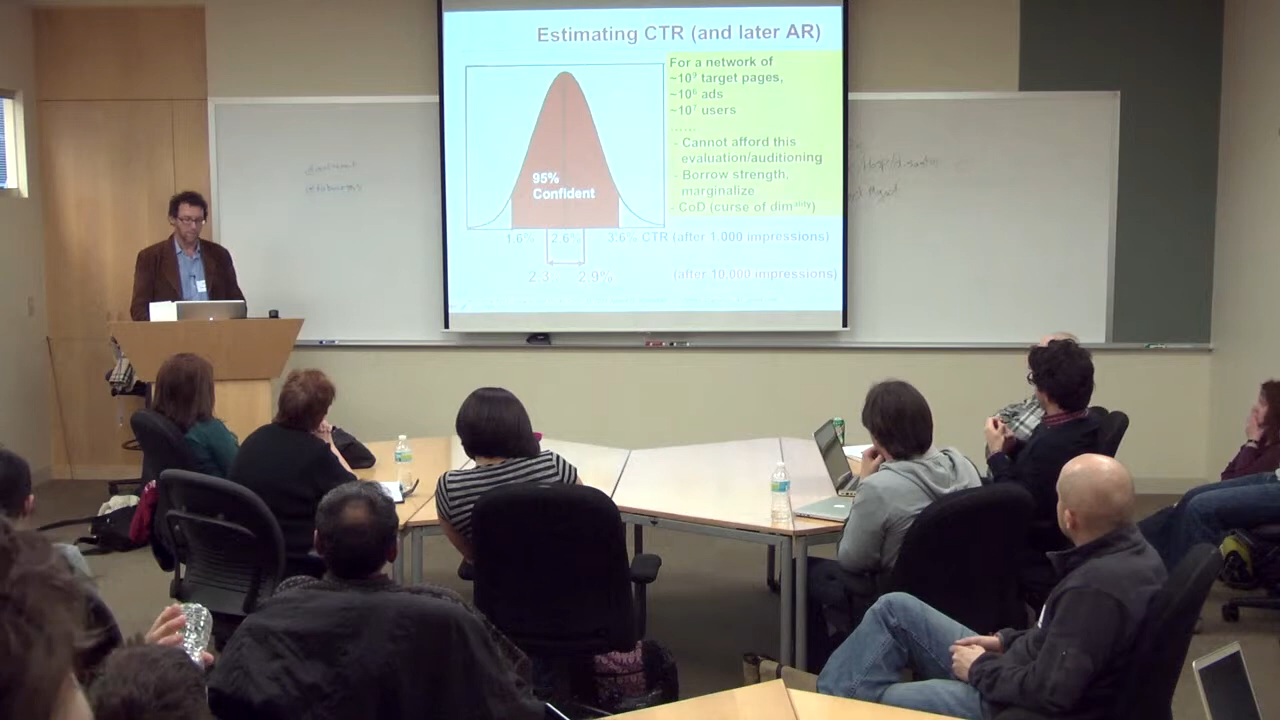 Estimating CTR (and later AR)
For a network of
~10⁹ target pages,
~10⁶ ads
~10⁷ users
......
- Cannot afford this
evaluation/auditioning
- Borrow strength,
marginalize
- CoD (curse of dimality)
95%
Confident
1.6% 2.6% 3.6% CTR (after 1,000 impressions)
2.3% 2.9% (after 10,000 impressions)